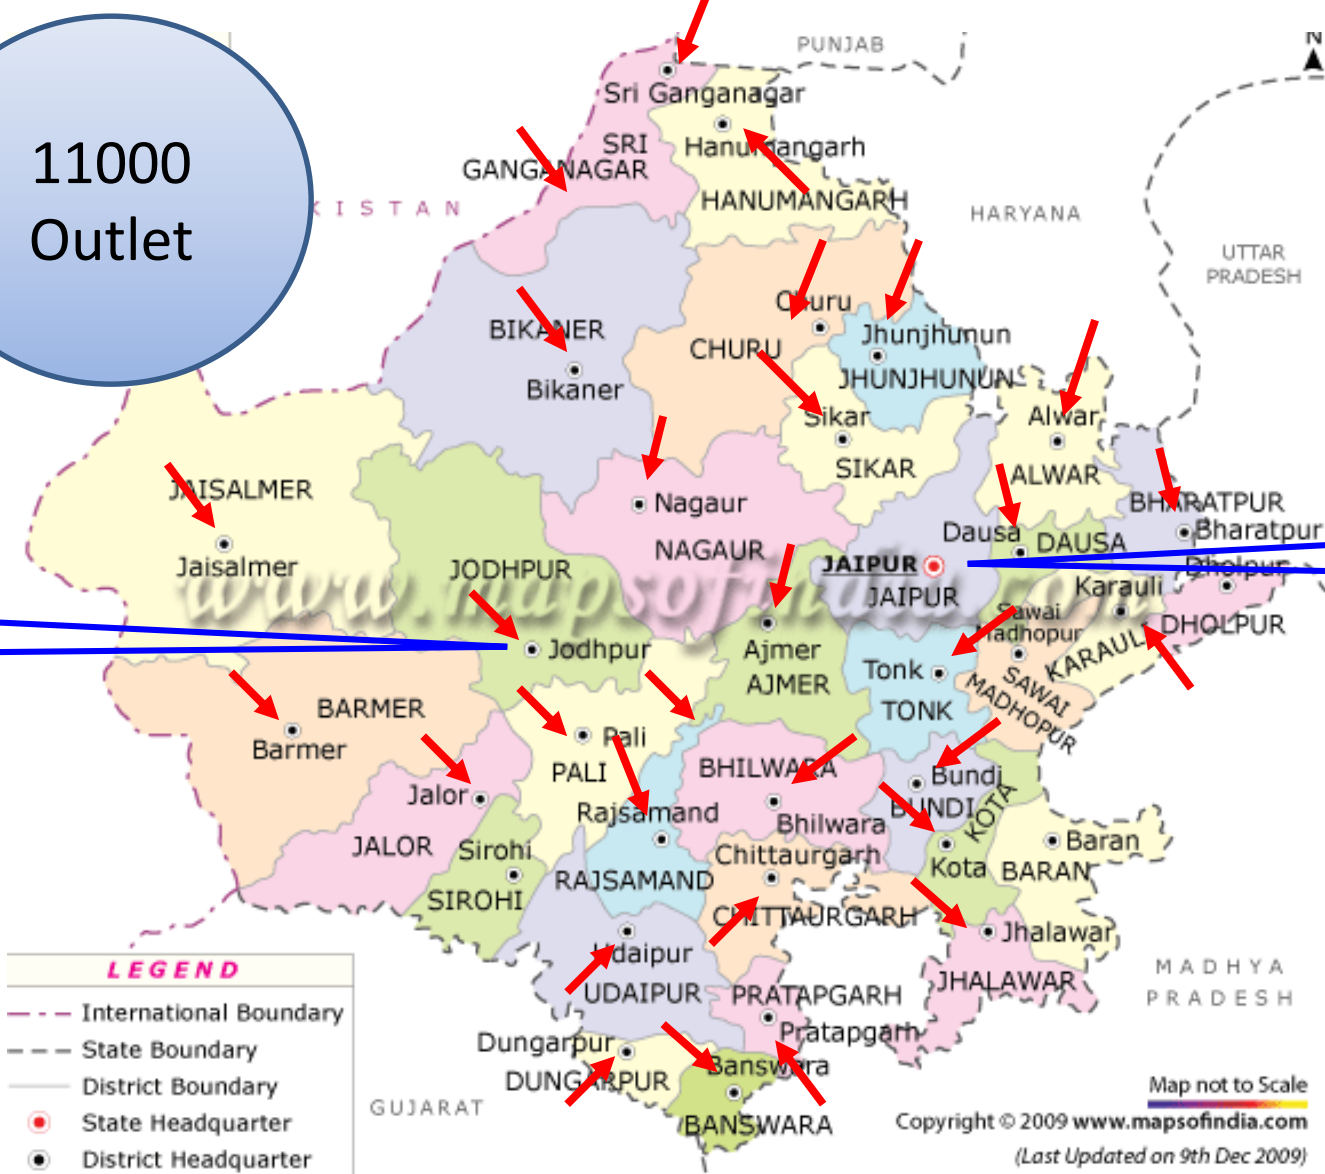 N
PUNJAB
11000
Outlet
KISTAN
Sri Ganganagar
SRI
GANGANAGAR
Hanumangarh
HANUMANGARH
HARYANA
UTTAR
PRADESH
BIKANER
Bikaner
Churu
CHURU
Jhunjhunun
JHUNJHUNUN
Sikar
SIKAR
Alwar
ALWAR
JAISALMER
Jaisalmer
Nagaur
NAGAUR
BHARATPUR
Bharatpur
Dausa
DAUSA
JODHPUR
Jodhpur
JAIPUR
JAIPUR
www.mapsofindia.com
Dholpur
DHOLPUR
Karauli
KARAULI
Sawai
Madhopur
SAWAI
MADHOPUR
Ajmer
AJMER
Tonk
TONK
BARMER
Barmer
Pali
PALI
Jalor
JALOR
BHILWARA
Bhilwara
Bundi
BUNDI
KOTA
Kota
Baran
BARAN
Rajsamand
RAJSAMAND
Sirohi
SIROHI
Chittaurgarh
CHITTAURGARH
Jhalawar
JHALAWAR
Udaipur
UDAIPUR
PRATAPGARH
Pratapgarh
Dungarpur
DUNGARPUR
Banswara
BANSWARA
MADHYA
PRADESH
GUJARAT
LEGEND
International Boundary
State Boundary
District Boundary
State Headquarter
District Headquarter
Map not to Scale
Copyright © 2009 www.mapsofindia.com
(Last Updated on 9th Dec 2009)